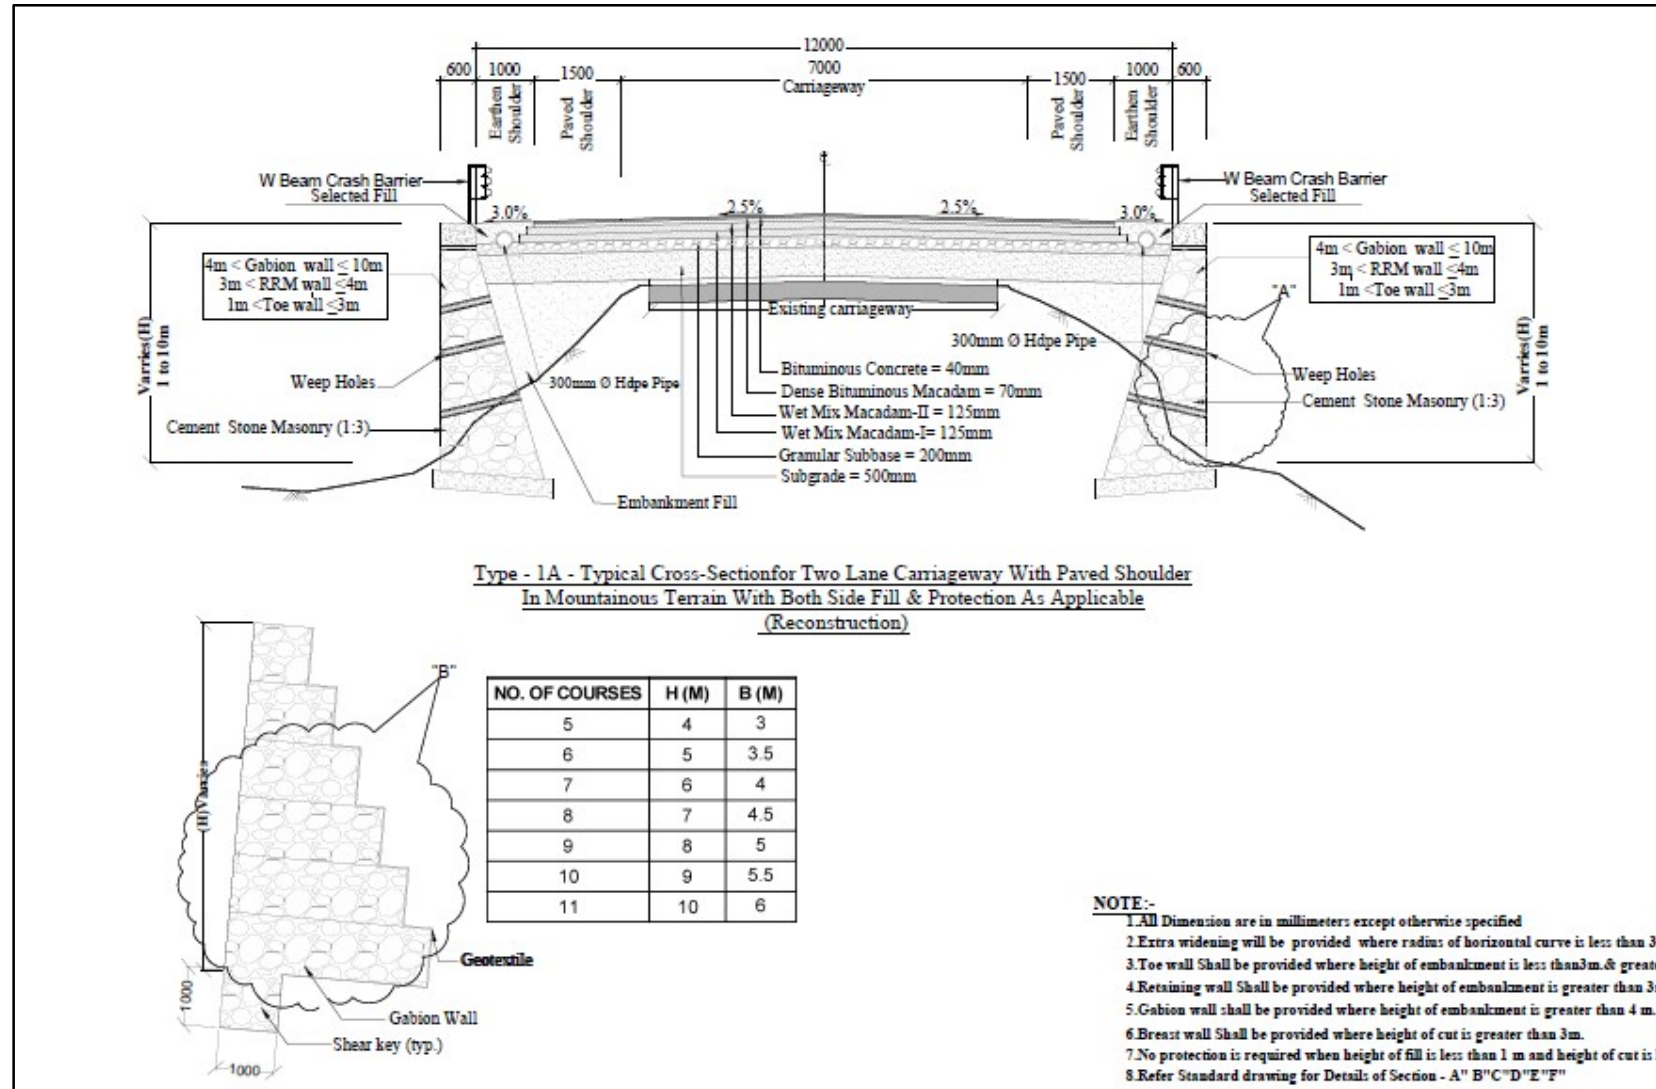 12000
600 1000 1500 7000 1500 1000 600
Carriageway
Earthen
Shoulder
Paved
Shoulder
Paved
Shoulder
Earthen
Shoulder
W Beam Crash Barrier
Selected Fill
W Beam Crash Barrier
Selected Fill
3.0% 2.5% 2.5% 3.0%
4m < Gabion wall ≤ 10m
3m < RRM wall ≤4m
1m <Toe wall ≤3m
4m < Gabion wall ≤ 10m
3m < RRM wall ≤4m
1m <Toe wall ≤3m
"A"
Varries(H)
1 to 10m
Varries(H)
1 to 10m
Existing carriageway
300mm Ø Hdpe Pipe
300mm Ø Hdpe Pipe
Weep Holes
Weep Holes
Cement Stone Masonry (1:3)
Cement Stone Masonry (1:3)
Bituminous Concrete = 40mm
Dense Bituminous Macadam = 70mm
Wet Mix Macadam-II = 125mm
Wet Mix Macadam-I= 125mm
Granular Subbase = 200mm
Subgrade = 500mm
Embankment Fill
Type - 1A - Typical Cross-Sectionfor Two Lane Carriageway With Paved Shoulder
In Mountainous Terrain With Both Side Fill & Protection As Applicable
(Reconstruction)
"B"
(H)Varries
1000
1000
Geotextile
Gabion Wall
Shear key (typ.)
NO. OF COURSES H (M) B (M)
5 4 3
6 5 3.5
7 6 4
8 7 4.5
9 8 5
10 9 5.5
11 10 6
NOTE:-
1.All Dimension are in millimeters except otherwise specified
2.Extra widening will be provided where radius of horizontal curve is less than 3
3.Toe wall Shall be provided where height of embankment is less than3m.&
4.Retaining wall Shall be provided where height of embankment is greater than
5.Gabion wall shall be provided where height of embankment is greater than 4 m.
6.Breast wall Shall be provided where height of cut is greater than 3m.
7.No protection is required when height of fill is less than 1 m and height of cut is
8.Refer Standard drawing for Details of Section - A" B"C"D"E"F"